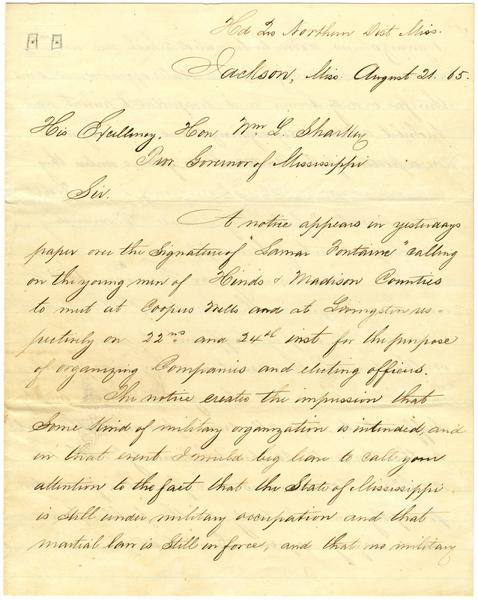 Hd Qrs Northern Dist Miss.
Jackson, Miss August 21. 65.
His Excellency, Hon Wm L. Sharkey
Prov. Governor of Mississippi
Sir.
A notice appears in yesterdays
paper over the Signature of "Lamar Fontaine" calling
on the young men of Hinds & Madison Counties
to meet at Coopers Wells and at Livingston res-
pectively on 22nd and 24th inst for the purpose
of organizing Companies and electing officers.
The notice creates the impression that
some kind of military organization is intended, and
in that event I would beg leave to call your
attention to the fact that the State of Mississippi
is still under military occupation and that
martial law is still in force, and that no military